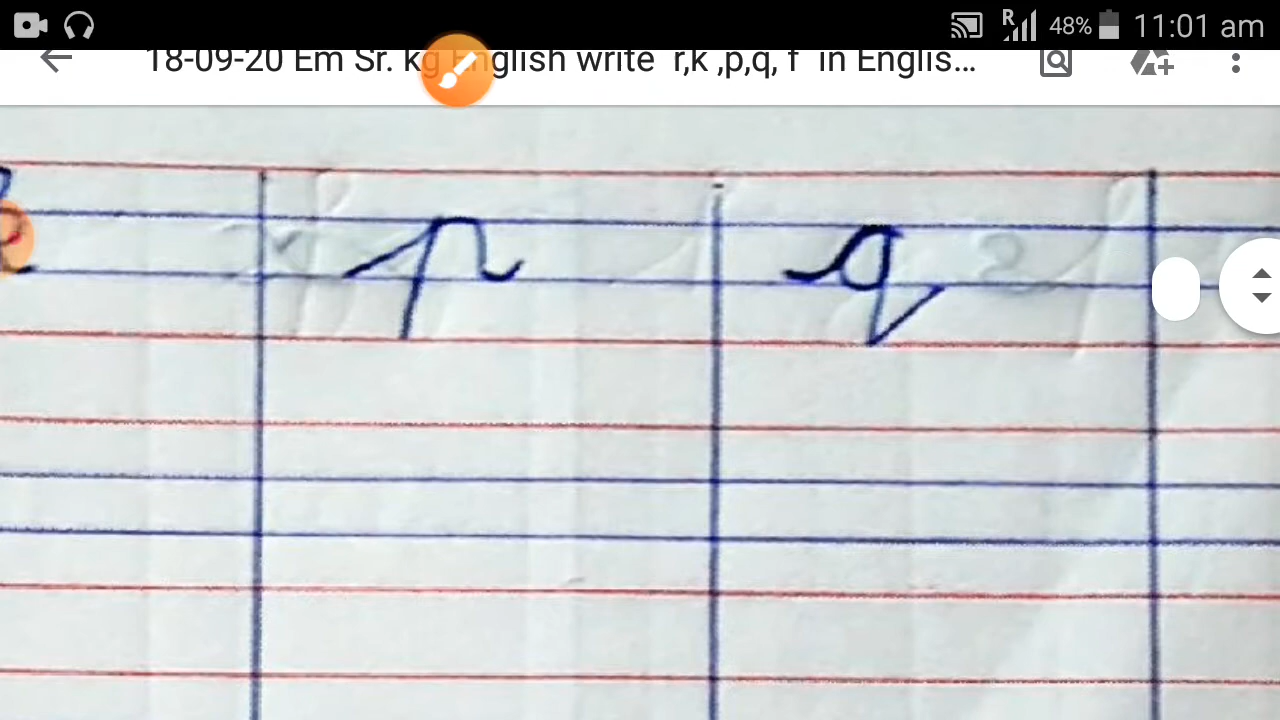 48% 11:01 am
18-09-20 Em Sr. kg English write r,k ,p,q, f in Englis...
p q